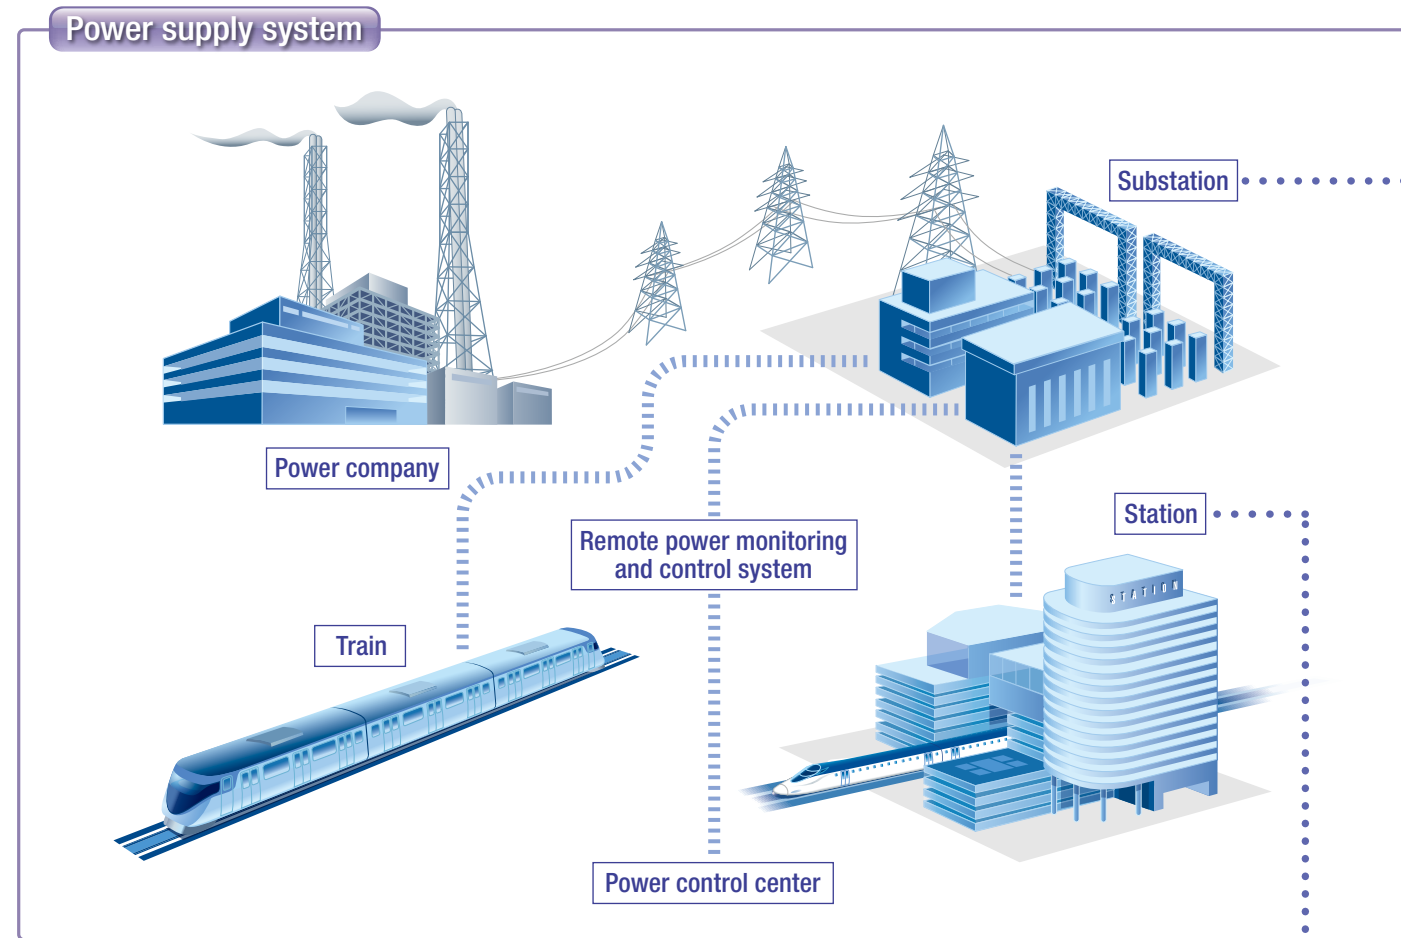 Power supply system
Substation
Power company
Station
Remote power monitoring
and control system
STATION
Train
Power control center